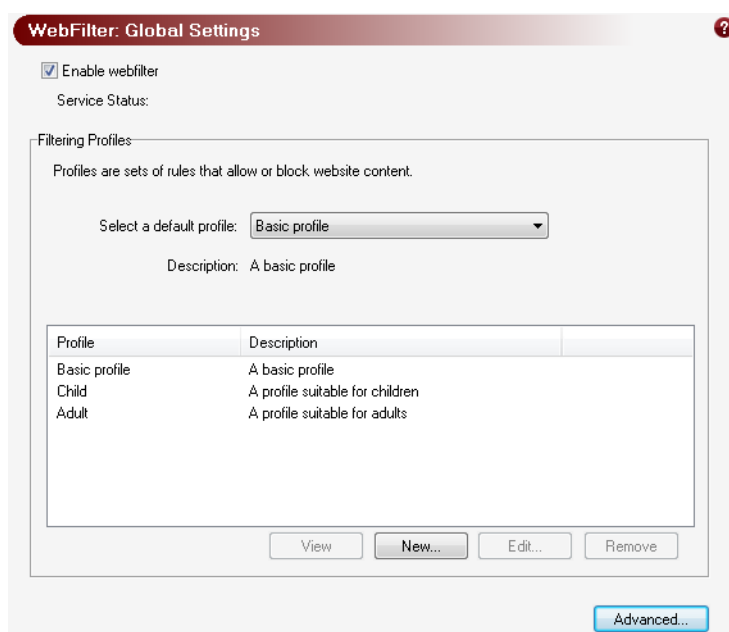 WebFilter: Global Settings
?
Enable webfilter
Service Status:
Filtering Profiles
Profiles are sets of rules that allow or block website content.
Select a default profile: Basic profile
Description: A basic profile
Profile Description
Basic profile A basic profile
Child A profile suitable for children
Adult A profile suitable for adults
View New... Edit... Remove
Advanced...